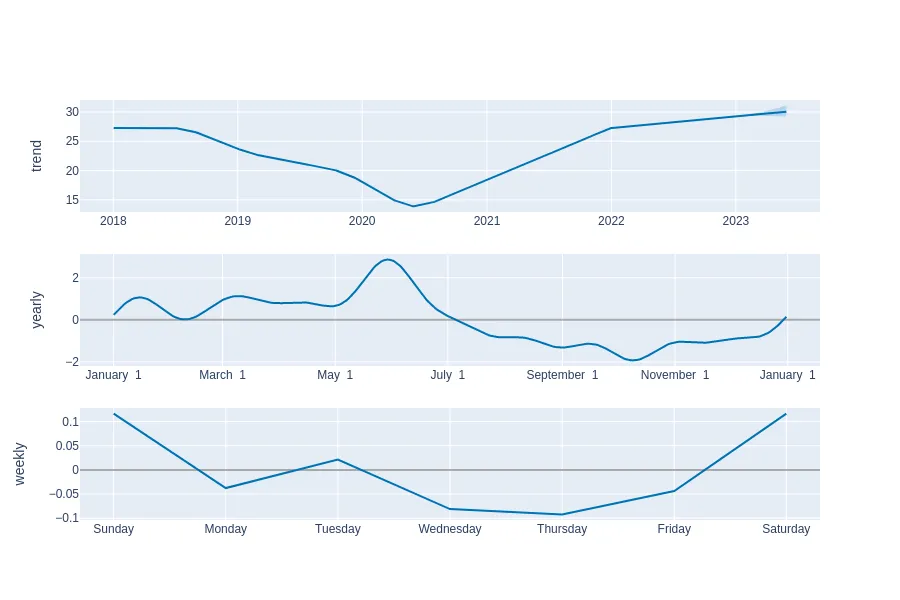 trend
30
25
20
15
2018 2019 2020 2021 2022 2023
yearly
2
0
−2
January 1 March 1 May 1 July 1 September 1 November 1 January 1
weekly
0.1
0.05
0
−0.05
−0.1
Sunday Monday Tuesday Wednesday Thursday Friday Saturday